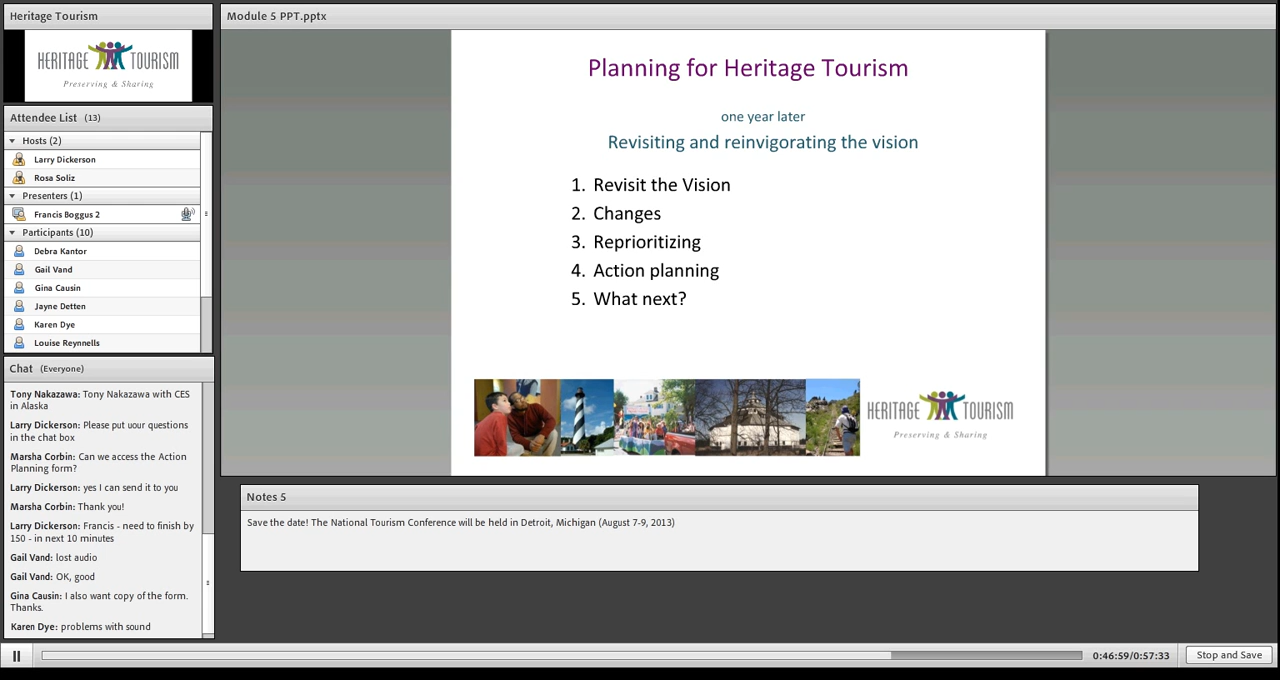 Heritage Tourism
HERITAGE TOURISM
Preserving & Sharing
Attendee List (13)
Hosts (2)
Larry Dickerson
Rosa Soliz
Presenters (1)
Francis Boggus 2
Participants (10)
Debra Kantor
Gail Vand
Gina Causin
Jayne Detten
Karen Dye
Louise Reynnells
Chat (Everyone)
Tony Nakazawa: Tony Nakazawa with CES
in Alaska
Larry Dickerson: Please put uour questions
in the chat box
Marsha Corbin: Can we access the Action
Planning form?
Larry Dickerson: yes I can send it to you
Marsha Corbin: Thank you!
Larry Dickerson: Francis - need to finish by
150 - in next 10 minutes
Gail Vand: lost audio
Gail Vand: OK, good
Gina Causin: I also want copy of the form.
Thanks.
Karen Dye: problems with sound
Module 5 PPT.pptx
Planning for Heritage Tourism
one year later
Revisiting and reinvigorating the vision
1. Revisit the Vision
2. Changes
3. Reprioritizing
4. Action planning
5. What next?
HERITAGE TOURISM
Preserving & Sharing
Notes 5
Save the date! The National Tourism Conference will be held in Detroit, Michigan (August 7-9, 2013)
0:46:59/0:57:33
Stop and Save